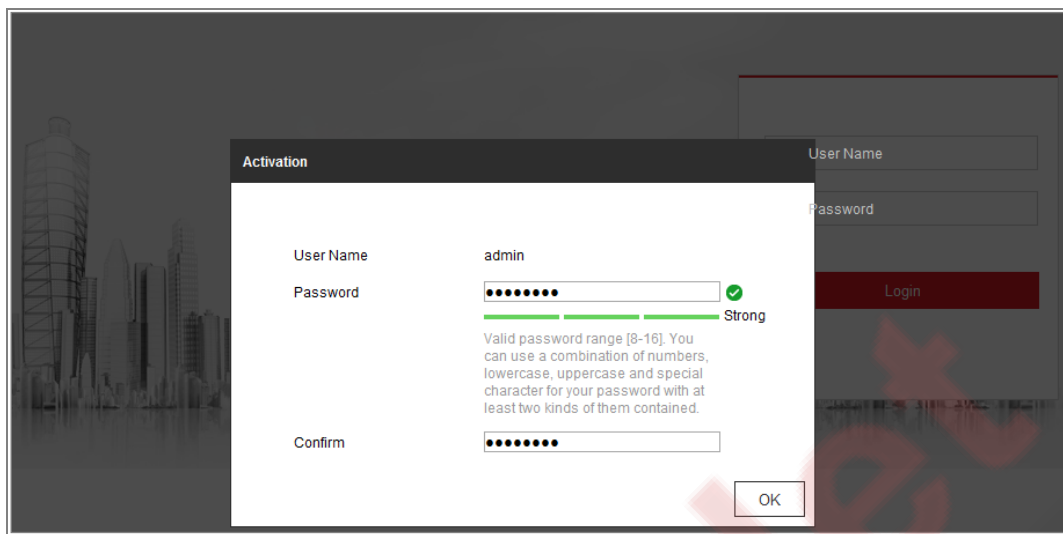 Activation
User Name
Password
Login
User Name admin
Password ●●●●●●●●
Strong
Valid password range [8-16]. You
can use a combination of numbers,
lowercase, uppercase and special
character for your password with at
least two kinds of them contained.
Confirm ●●●●●●●●
OK